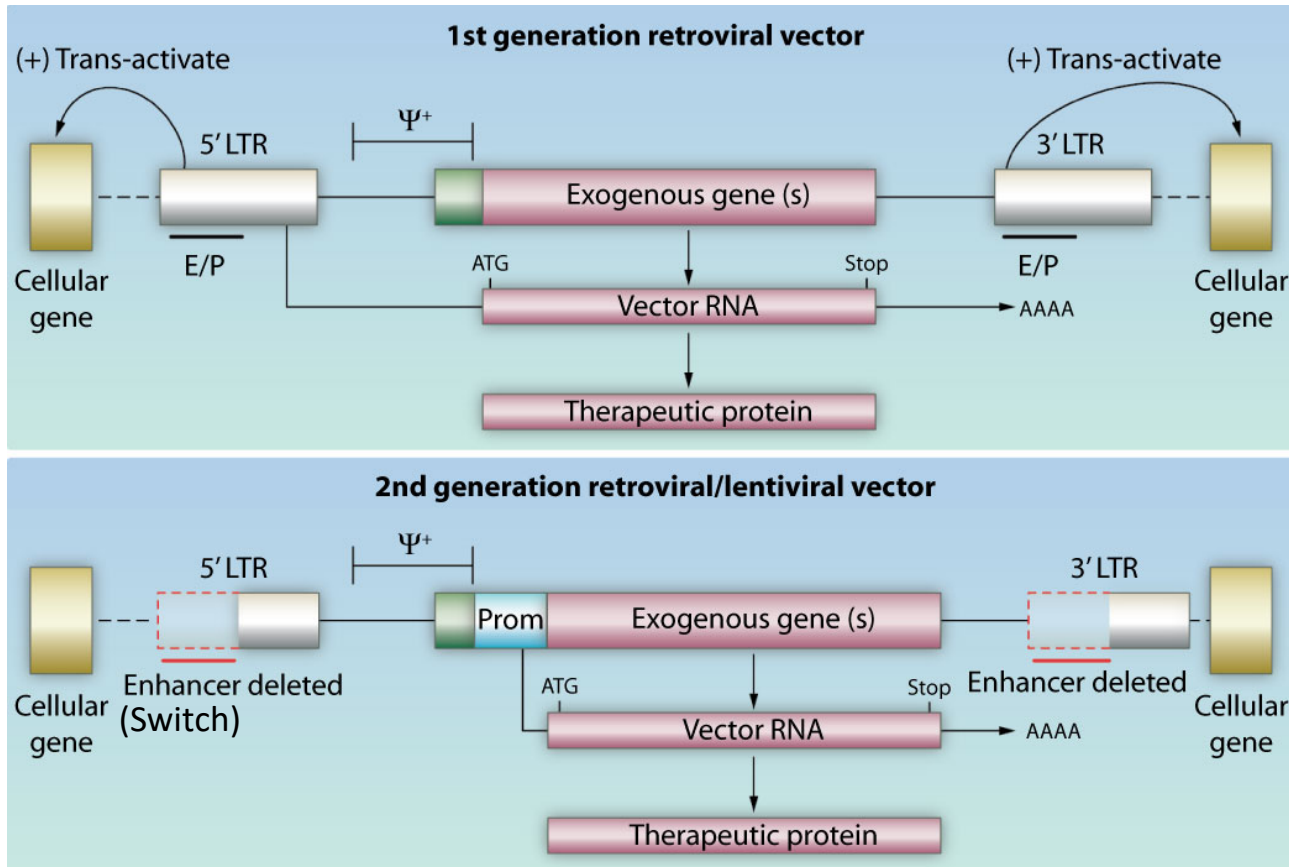 1st generation retroviral vector
(+) Trans-activate
(+) Trans-activate
Ψ+
5' LTR
3' LTR
Exogenous gene (s)
E/P
E/P
Cellular
gene
Cellular
gene
ATG
Stop
Vector RNA
AAAA
Therapeutic protein
2nd generation retroviral/lentiviral vector
Ψ+
5' LTR
3' LTR
Prom
Exogenous gene (s)
Enhancer deleted
(Switch)
Enhancer deleted
Cellular
gene
Cellular
gene
ATG
Stop
Vector RNA
AAAA
Therapeutic protein